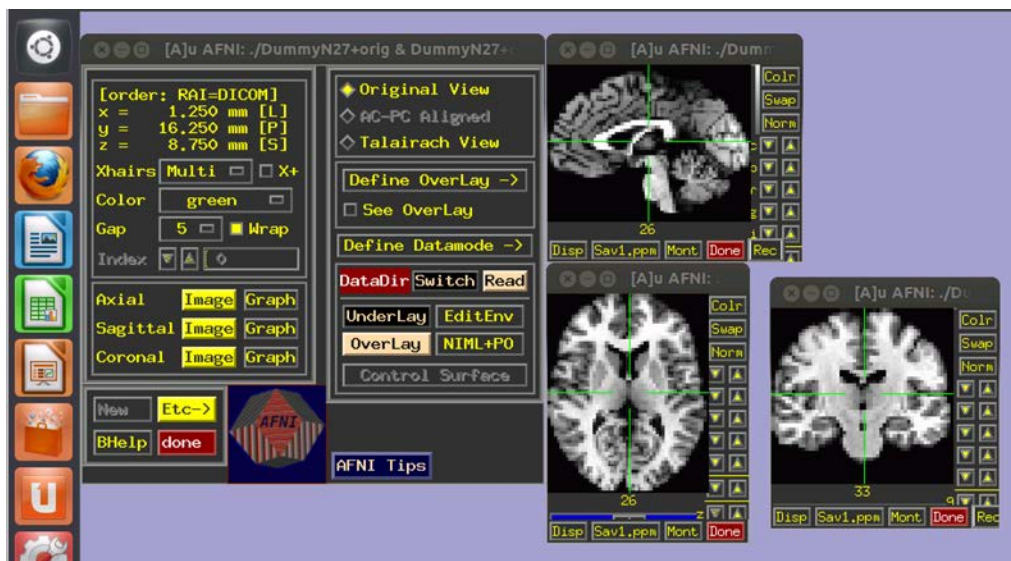 [A]u AFNI: ./DummyN27+orig & DummyN27+
[order: RAI=DICOM]
x = 1.250 mm [L]
y = 16.250 mm [P]
z = 8.750 mm [S]
Xhairs Multi X+
Color green
Gap 5 Wrap
Index 0
Axial Image Graph
Sagittal Image Graph
Coronal Image Graph
New Etc->
BHelp done
AFNI
Original View
AC-PC Aligned
Talairach View
Define OverLay ->
See OverLay
Define Datamode ->
DataDir Switch Read
UnderLay EditEnv
OverLay NIML+PO
Control Surface
AFNI Tips
[A]u AFNI: ./Dumm
Colr
Swap
Norm
26
Disp Sav1.ppm Mont Done Rec
[A]u AFNI:
Colr
Swap
Norm
26
z
Disp Sav1.ppm Mont Done
[A]u AFNI: ./Du
Colr
Swap
Norm
33
9
Disp Sav1.ppm Mont Done Rec